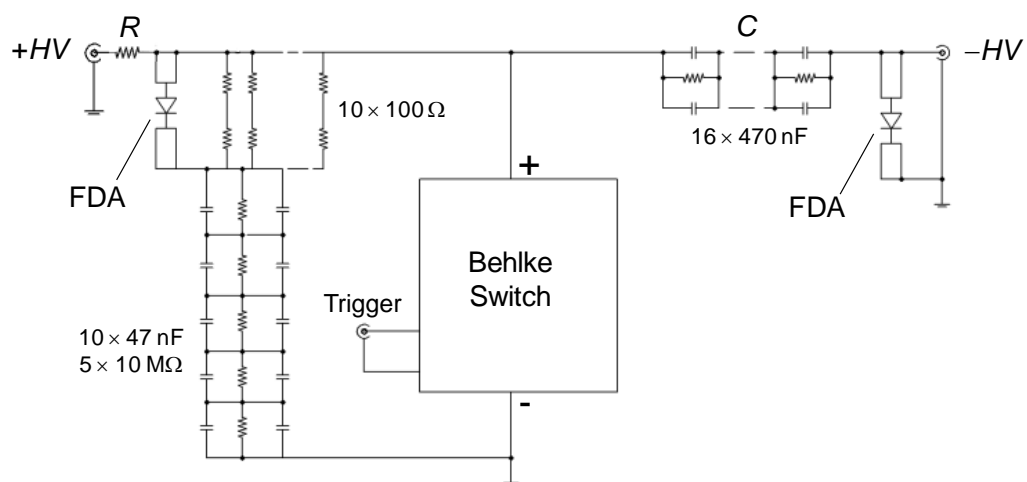 R
C
+HV
−HV
10 × 100 Ω
16 × 470 nF
FDA
FDA
+
Behlke
Switch
Trigger
10 × 47 nF
5 × 10 MΩ
-